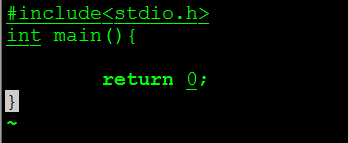 #include<stdio.h>
int main(){
return 0;
}
~